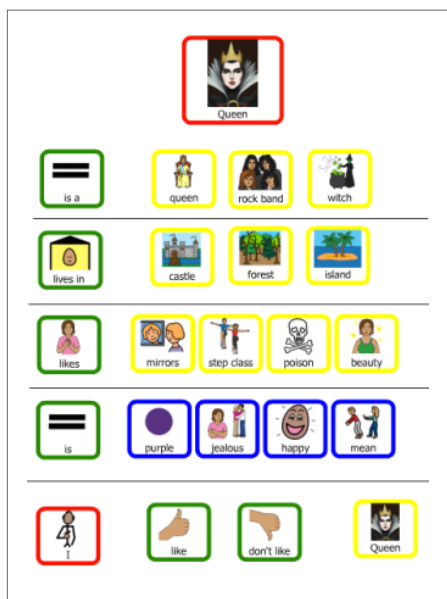 Queen
is a queen rock band witch
lives in castle forest island
likes mirrors step class poison beauty
is purple jealous happy mean
I like don't like Queen